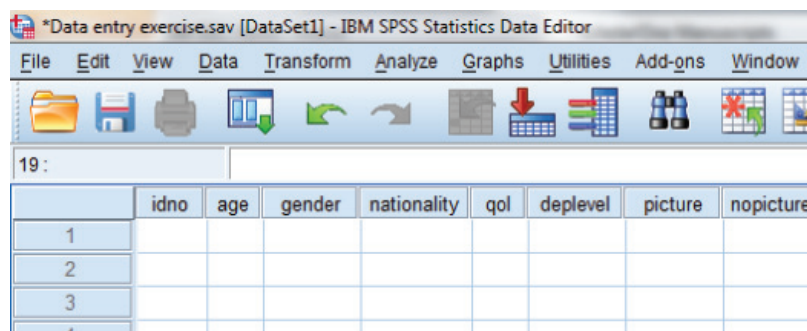 *Data entry exercise.sav [DataSet1] - IBM SPSS Statistics Data Editor
File Edit View Data Transform Analyze Graphs Utilities Add-ons Window
19 :
idno age gender nationality qol deplevel picture nopicture
1
2
3